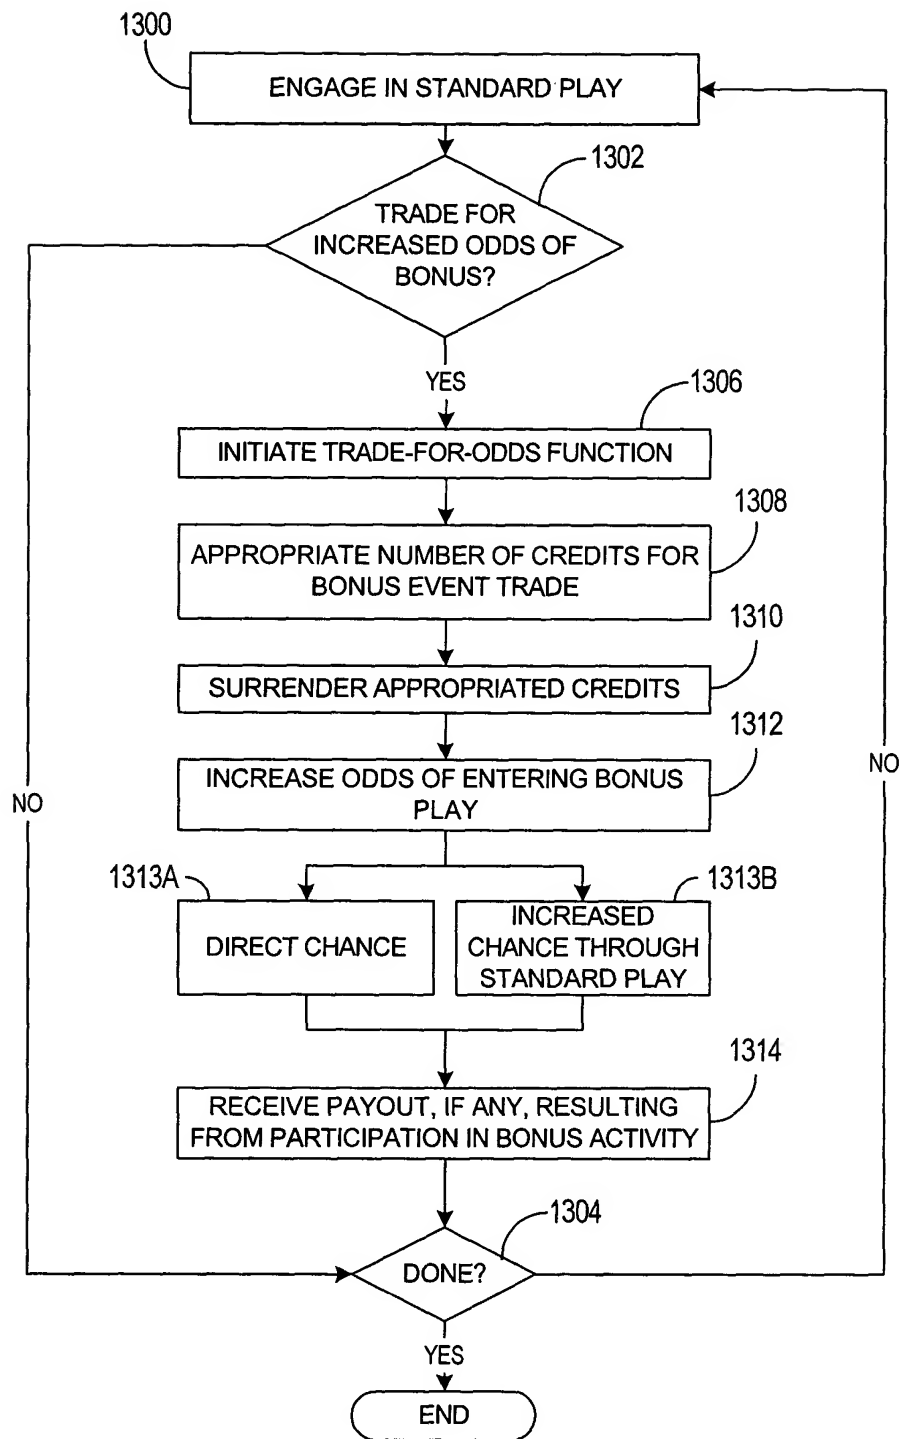 1300
ENGAGE IN STANDARD PLAY
1302
TRADE FOR
INCREASED ODDS OF
BONUS?
YES
1306
INITIATE TRADE-FOR-ODDS FUNCTION
1308
APPROPRIATE NUMBER OF CREDITS FOR
BONUS EVENT TRADE
1310
SURRENDER APPROPRIATED CREDITS
1312
INCREASE ODDS OF ENTERING BONUS
PLAY
NO
NO
1313A
DIRECT CHANCE
1313B
INCREASED
CHANCE THROUGH
STANDARD PLAY
1314
RECEIVE PAYOUT, IF ANY, RESULTING
FROM PARTICIPATION IN BONUS ACTIVITY
1304
DONE?
YES
END